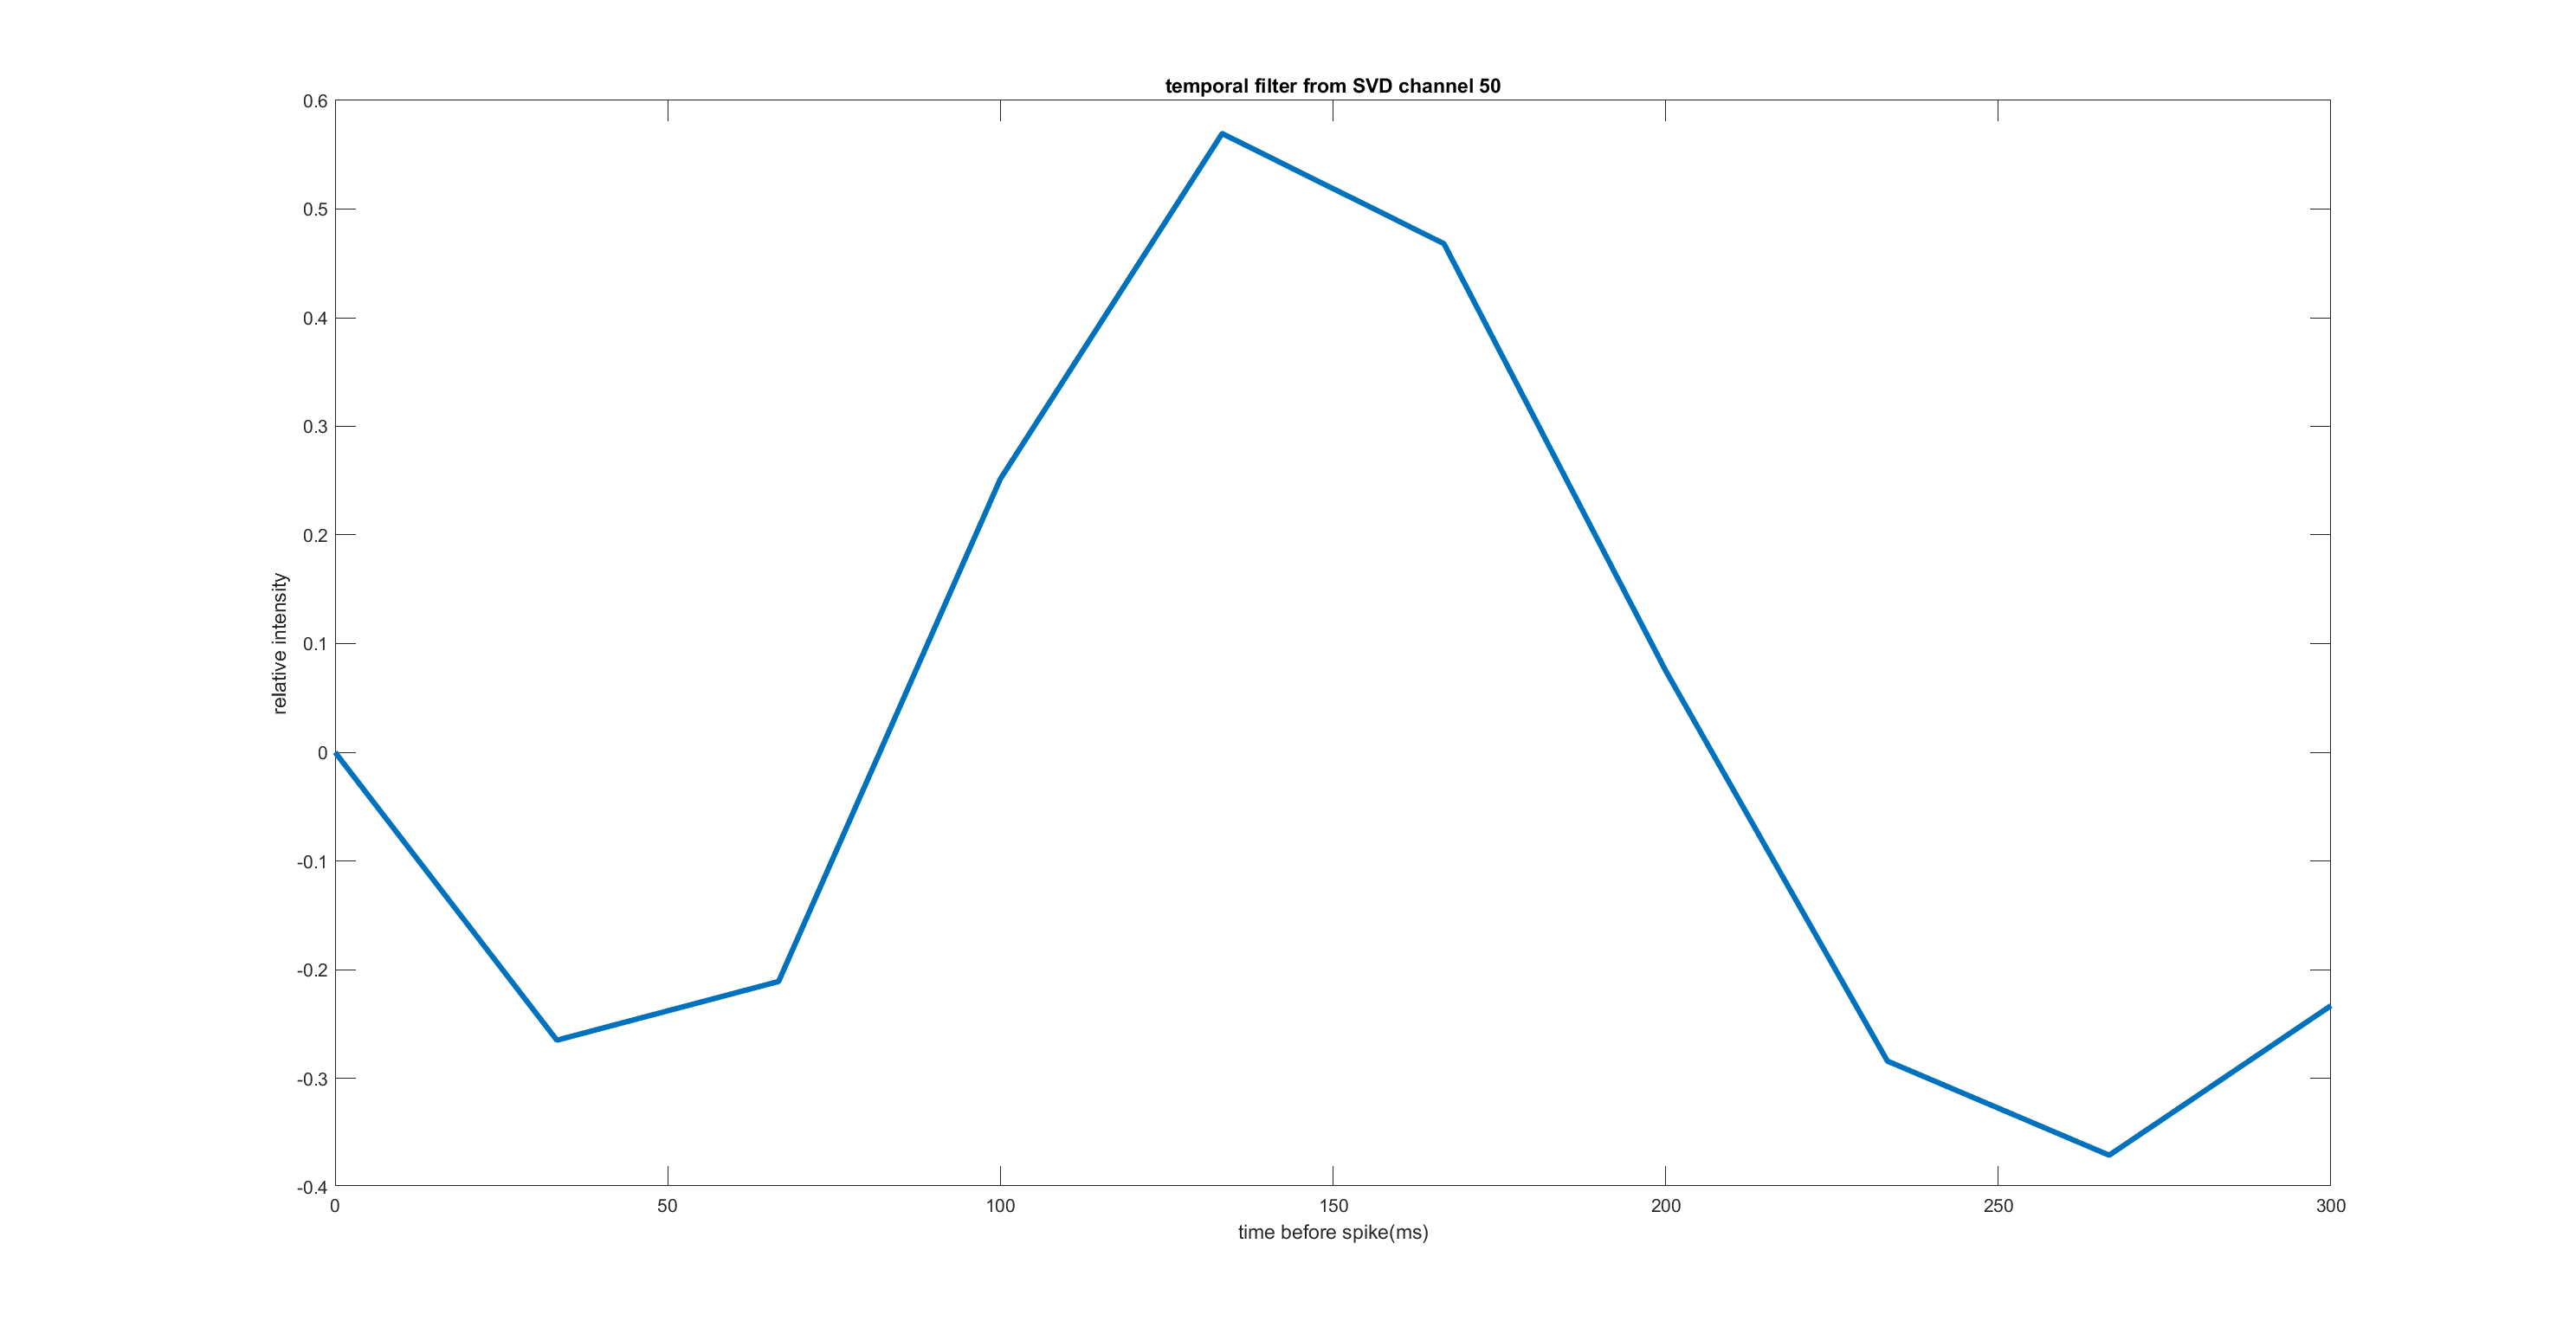 temporal filter from SVD channel 50
0.6
0.5
0.4
0.3
0.2
0.1
0
-0.1
-0.2
-0.3
-0.4
relative intensity
0 50 100 150 200 250 300
time before spike(ms)